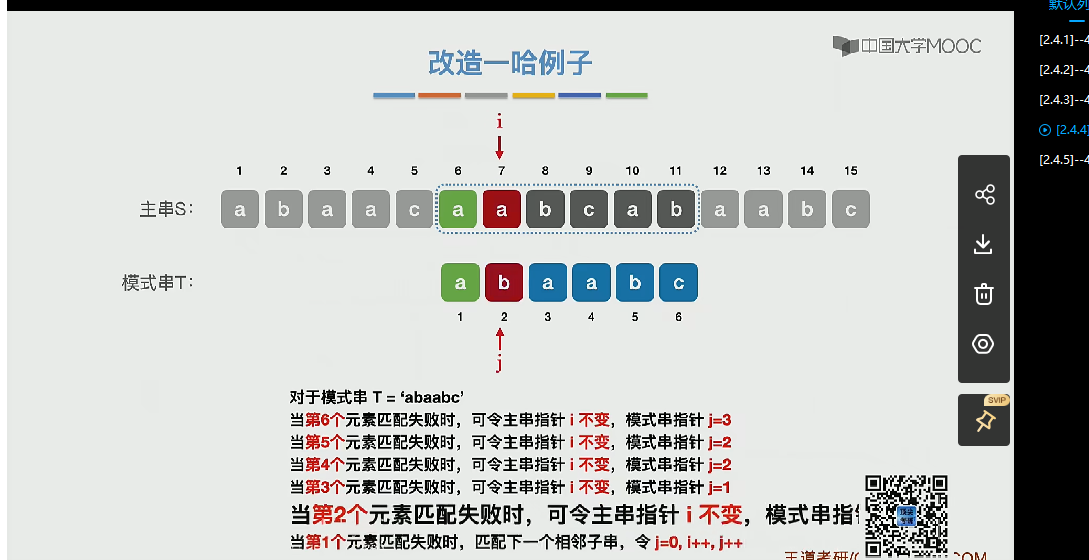 默认列
中国大学MOOC
[2.4.1]--4
改造一哈例子
[2.4.2]--4
[2.4.3]--4
i
[2.4.4]
[2.4.5]--4
1 2 3 4 5 6 7 8 9 10 11 12 13 14 15
主串S: a b a a c a a b c a b a a b c
模式串T: a b a a b c
1 2 3 4 5 6
j
对于模式串 T = ‘abaabc’
SVIP
当第6个元素匹配失败时，可令主串指针 i 不变，模式串指针 j=3
当第5个元素匹配失败时，可令主串指针 i 不变，模式串指针 j=2
当第4个元素匹配失败时，可令主串指针 i 不变，模式串指针 j=2
当第3个元素匹配失败时，可令主串指针 i 不变，模式串指针 j=1
当第2个元素匹配失败时，可令主串指针 i 不变，模式串指
当第1个元素匹配失败时，匹配下一个相邻子串，令 j=0, i++, j++
王道考研/
.COM